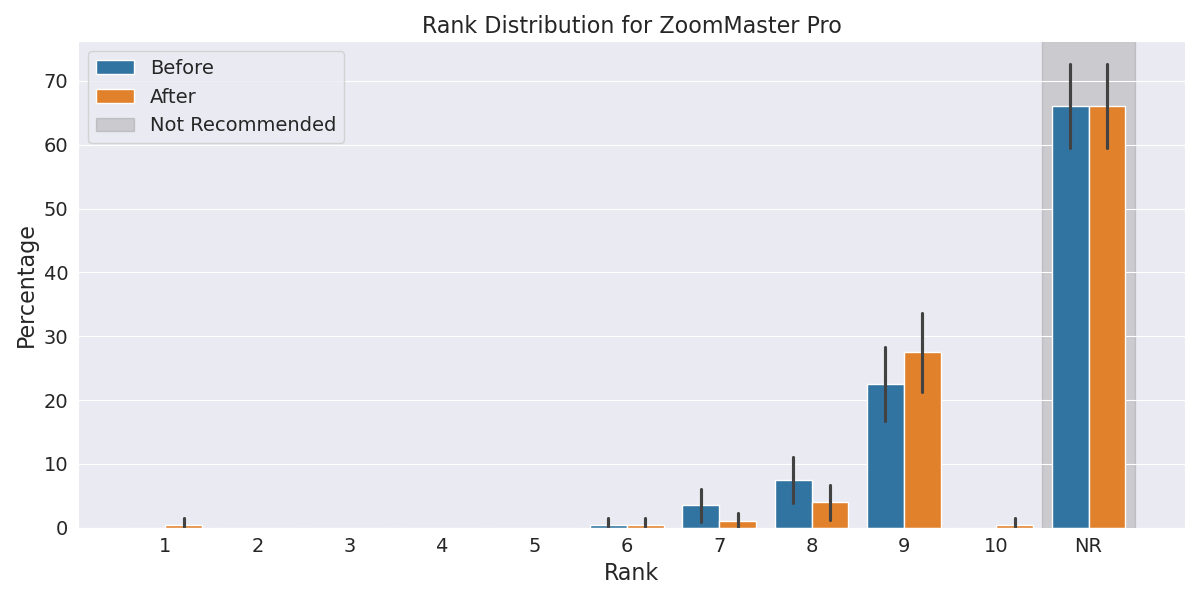 Rank Distribution for ZoomMaster Pro
Before
After
Not Recommended
Percentage
70
60
50
40
30
20
10
0
1 2 3 4 5 6 7 8 9 10 NR
Rank